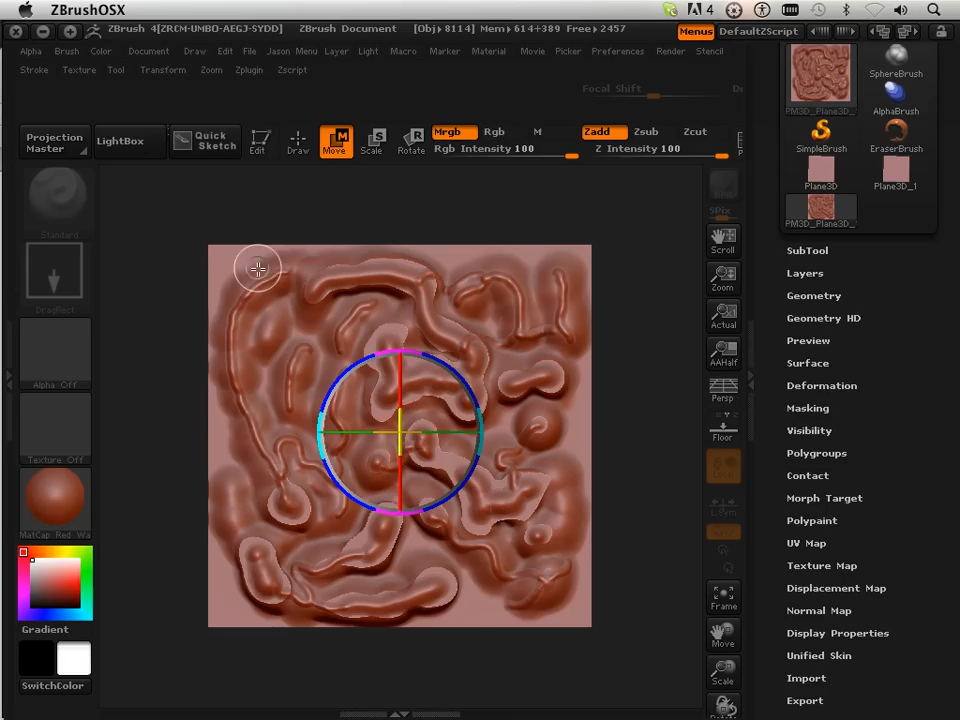 ZBrushOSX
4
ZBrush 4[ZRCM-UMBO-AEGJ-SYDD] ZBrush Document [Obj▸8114] Mem▸614+389 Free▸2457 Menus DefaultZScript
Alpha Brush Color Document Draw Edit File Jason Menu Layer Light Macro Marker Material Movie Picker Preferences Render Stencil
Stroke Texture Tool Transform Zoom Zplugin Zscript
Focal Shift
Projection Master
LightBox
Quick Sketch
Edit Draw Move Scale Rotate
Mrgb Rgb M
Rgb Intensity 100
Zadd Zsub Zcut
Z Intensity 100
Standard
DragRect
Alpha Off
Texture Off
MatCap Red Wa
Gradient
SwitchColor
SPix
Scroll
Zoom
Actual
AAHalf
Persp
Floor
Local
L.Sym
Frame
Move
Scale
PM3D_Plane3D_
SphereBrush
AlphaBrush
SimpleBrush
EraserBrush
Plane3D
Plane3D_1
PM3D_Plane3D_
SubTool
Layers
Geometry
Geometry HD
Preview
Surface
Deformation
Masking
Visibility
Polygroups
Contact
Morph Target
Polypaint
UV Map
Texture Map
Displacement Map
Normal Map
Display Properties
Unified Skin
Import
Export